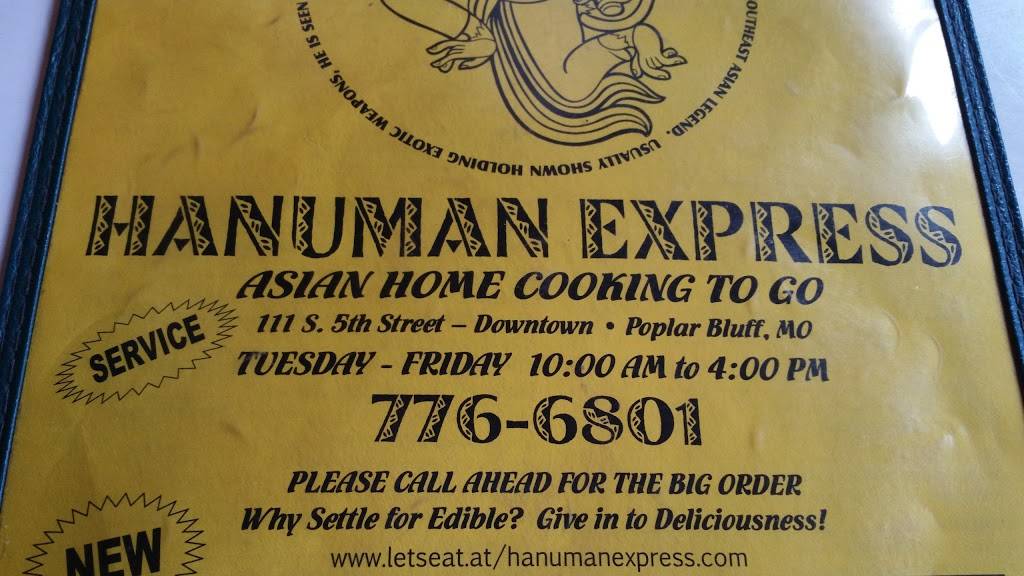 HE IS SEEN
OUTHEAST ASIAN LEGEND.
USUALLY SHOWN HOLDING EXOTIC WEAPONS,
HANUMAN EXPRESS
ASIAN HOME COOKING TO GO
111 S. 5th Street – Downtown • Poplar Bluff, MO
SERVICE
TUESDAY - FRIDAY 10:00 AM to 4:00 PM
776-6801
PLEASE CALL AHEAD FOR THE BIG ORDER
Why Settle for Edible? Give in to Deliciousness!
NEW
www.letseat.at/hanumanexpress.com